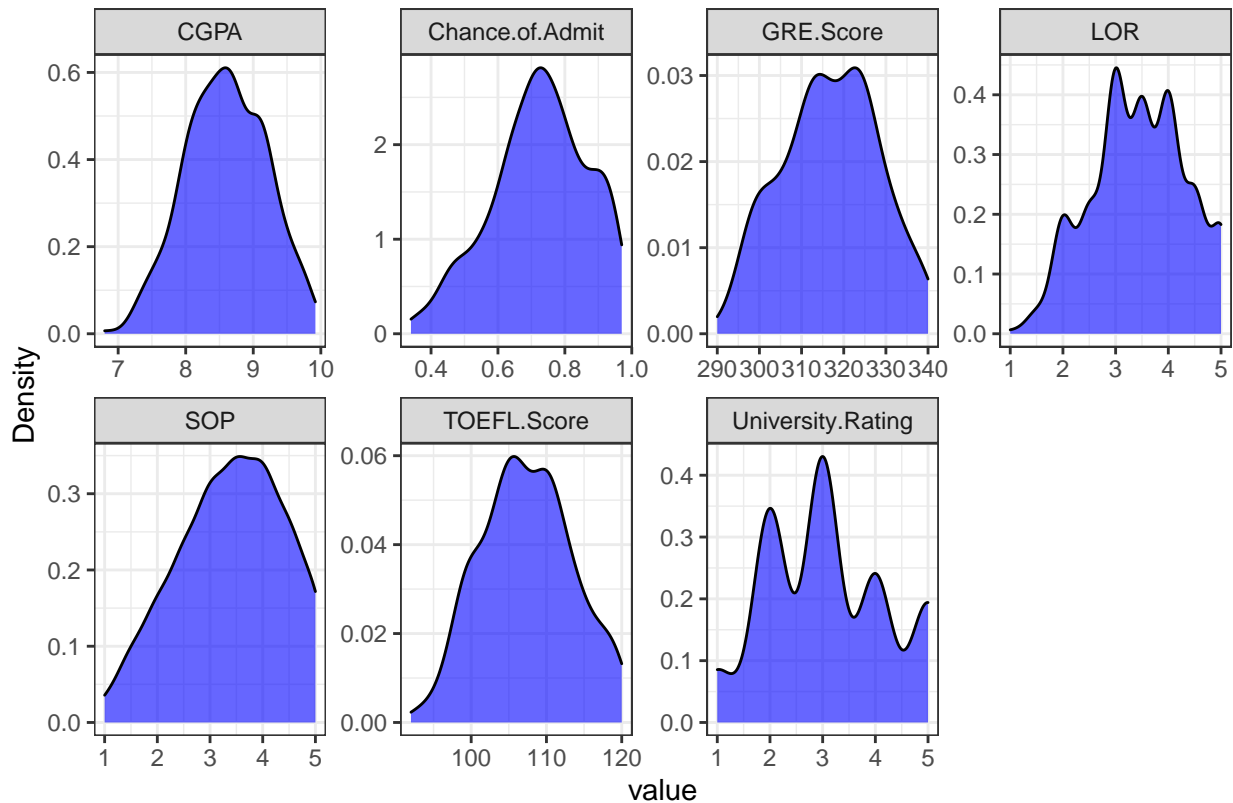 CGPA
Chance.of.Admit
GRE.Score
LOR
0.6
0.4
0.2
0.0
2
1
0
0.03
0.02
0.01
0.00
0.4
0.3
0.2
0.1
0.0
7 8 9 10
0.4 0.6 0.8 1.0
290 300 310 320 330 340
1 2 3 4 5
SOP
TOEFL.Score
University.Rating
0.3
0.2
0.1
0.0
0.06
0.04
0.02
0.00
0.4
0.3
0.2
0.1
0.0
1 2 3 4 5
100 110 120
1 2 3 4 5
Density
value